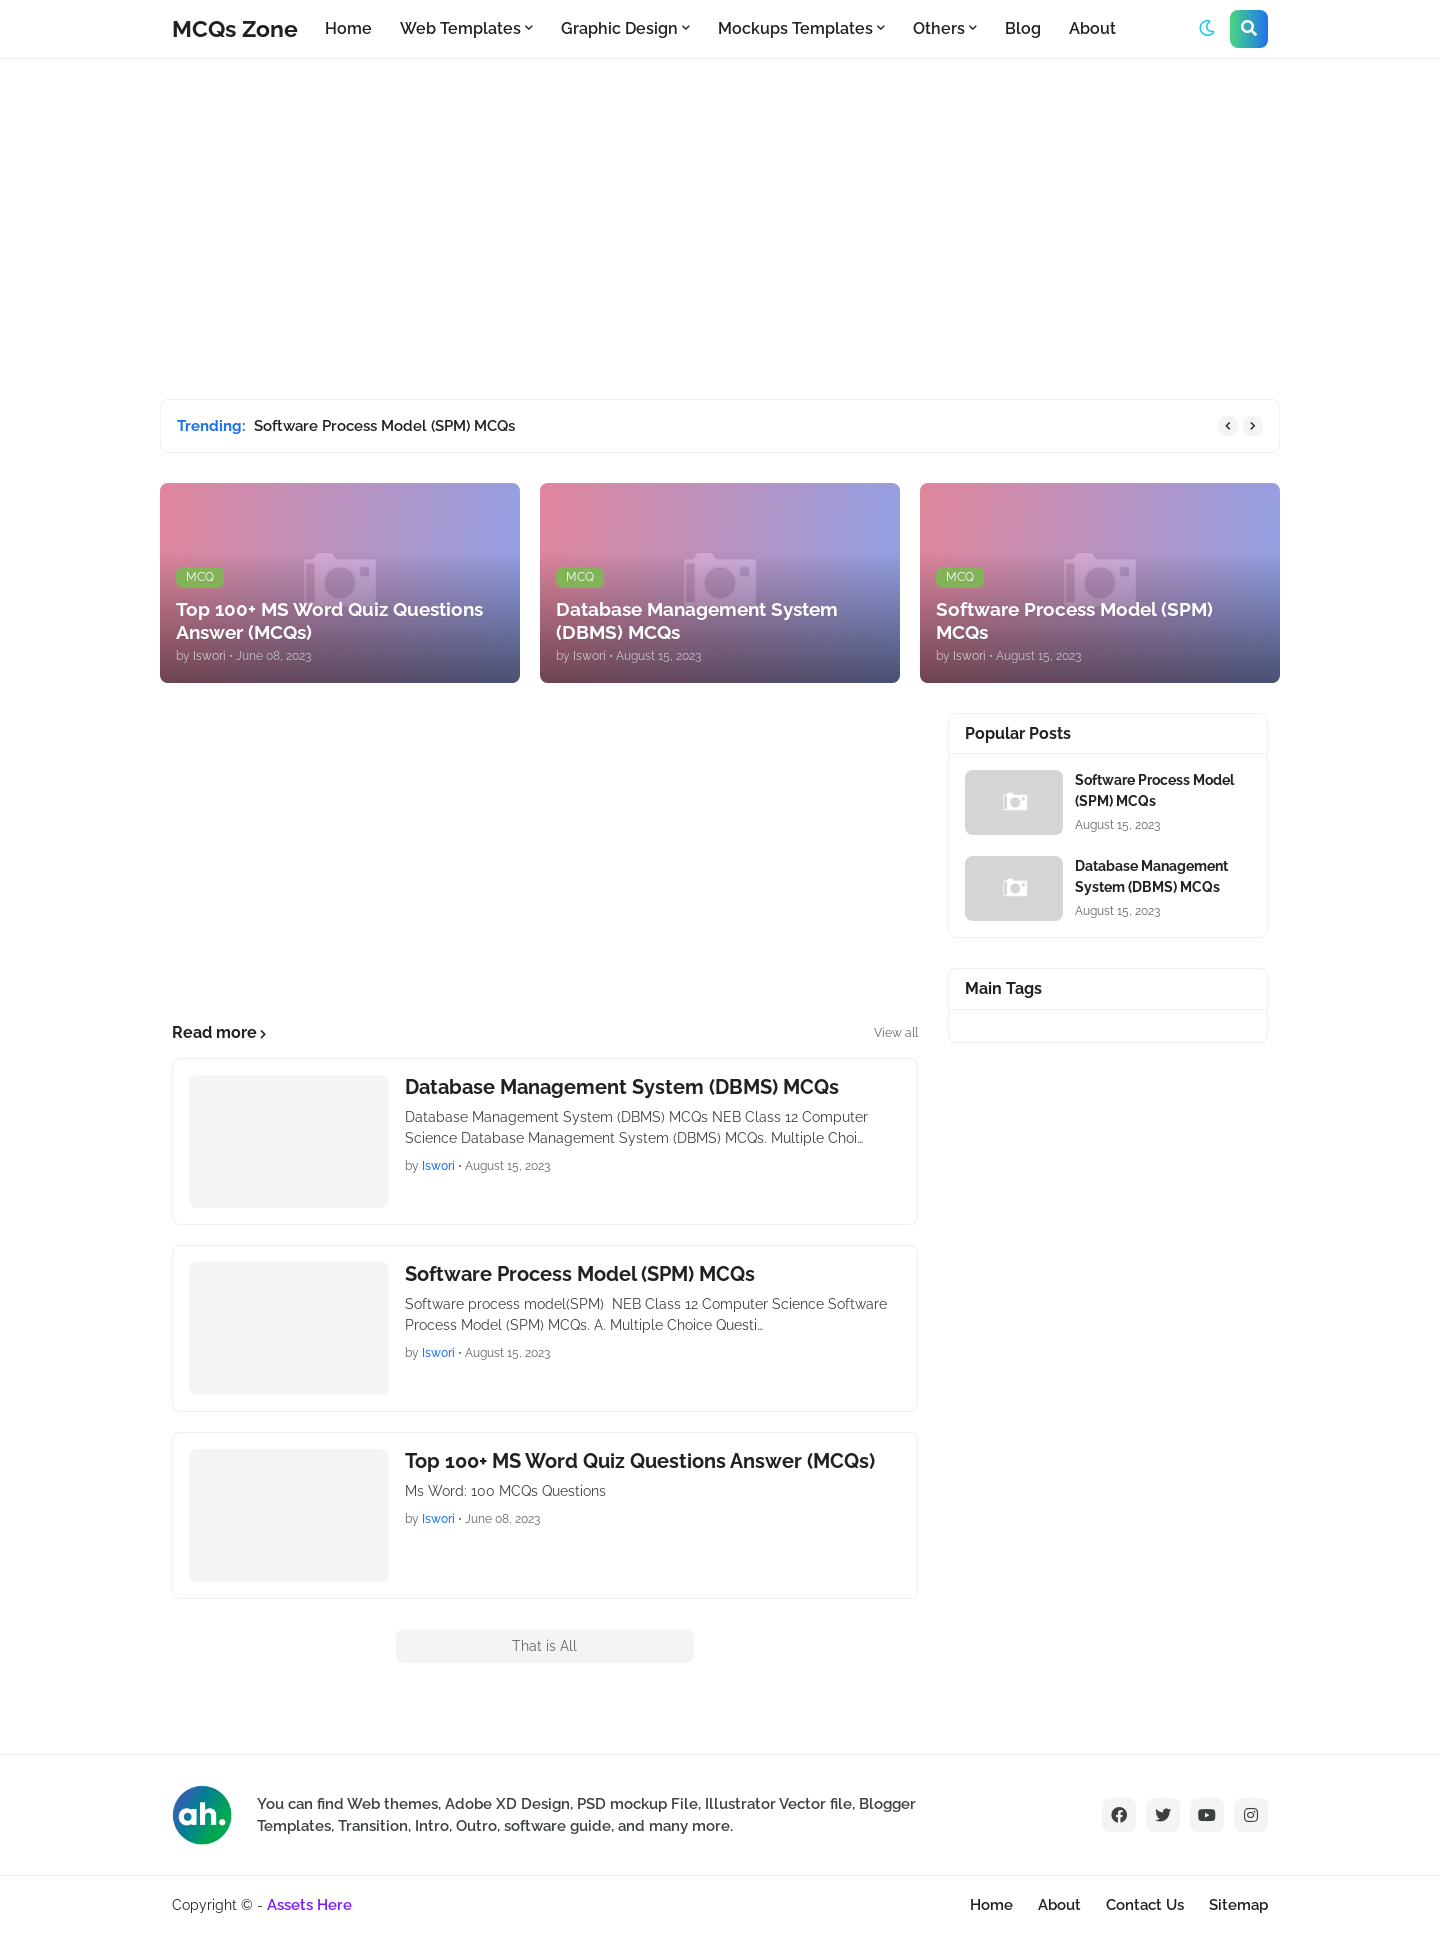 MCQs Zone
Home
Web Templates
Graphic Design
Mockups Templates
Others
Blog
About
Trending: Software Process Model (SPM) MCQs
MCQ
Top 100+ MS Word Quiz Questions
Answer (MCQs)
by Iswori • June 08, 2023
MCQ
Database Management System
(DBMS) MCQs
by Iswori • August 15, 2023
MCQ
Software Process Model (SPM)
MCQs
by Iswori • August 15, 2023
Popular Posts
Software Process Model
(SPM) MCQs
August 15, 2023
Database Management
System (DBMS) MCQs
August 15, 2023
Main Tags
Read more
View all
Database Management System (DBMS) MCQs
Database Management System (DBMS) MCQs NEB Class 12 Computer
Science Database Management System (DBMS) MCQs. Multiple Choi…
by Iswori • August 15, 2023
Software Process Model (SPM) MCQs
Software process model(SPM)  NEB Class 12 Computer Science Software
Process Model (SPM) MCQs. A. Multiple Choice Questi…
by Iswori • August 15, 2023
Top 100+ MS Word Quiz Questions Answer (MCQs)
Ms Word: 100 MCQs Questions
by Iswori • June 08, 2023
That is All
ah.
You can find Web themes, Adobe XD Design, PSD mockup File, Illustrator Vector file, Blogger
Templates, Transition, Intro, Outro, software guide, and many more.
Copyright © - Assets Here
Home
About
Contact Us
Sitemap